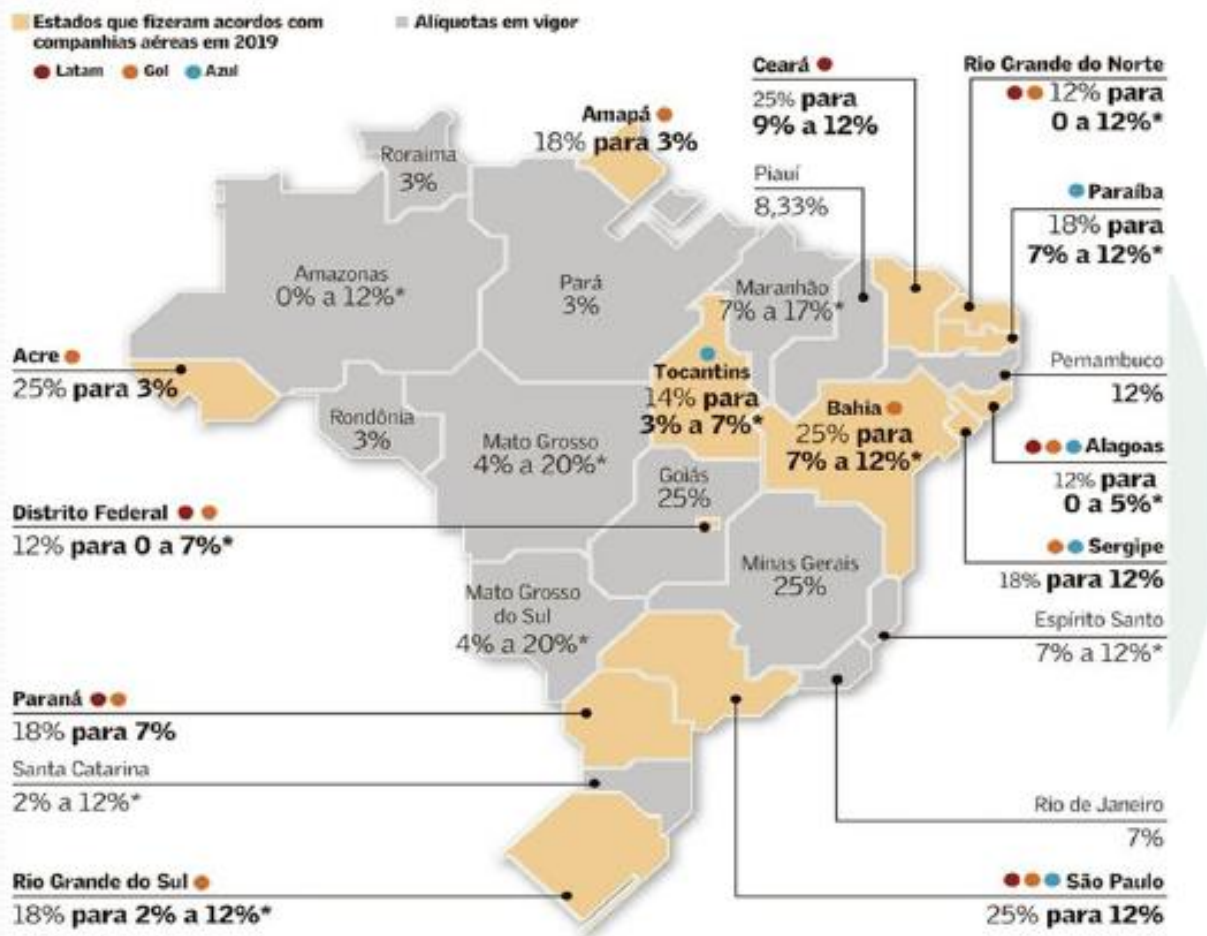 Estados que fizeram acordos com
companhias aéreas em 2019
Latam Gol Azul
Alíquotas em vigor
Ceará
25% para
9% a 12%
Rio Grande do Norte
12% para
0 a 12%*
Amapá
18% para 3%
Roraima
3%
Piauí
8,33%
Paraíba
18% para
7% a 12%*
Amazonas
0% a 12%*
Pará
3%
Maranhão
7% a 17%*
Acre
25% para 3%
Tocantins
14% para
3% a 7%*
Pernambuco
12%
Rondônia
3%
Mato Grosso
4% a 20%*
Bahia
25% para
7% a 12%*
Alagoas
12% para
0 a 5%*
Goiás
25%
Distrito Federal
12% para 0 a 7%*
Sergipe
18% para 12%
Minas Gerais
25%
Mato Grosso
do Sul
4% a 20%*
Espírito Santo
7% a 12%*
Paraná
18% para 7%
Santa Catarina
2% a 12%*
Rio de Janeiro
7%
Rio Grande do Sul
18% para 2% a 12%*
São Paulo
25% para 12%